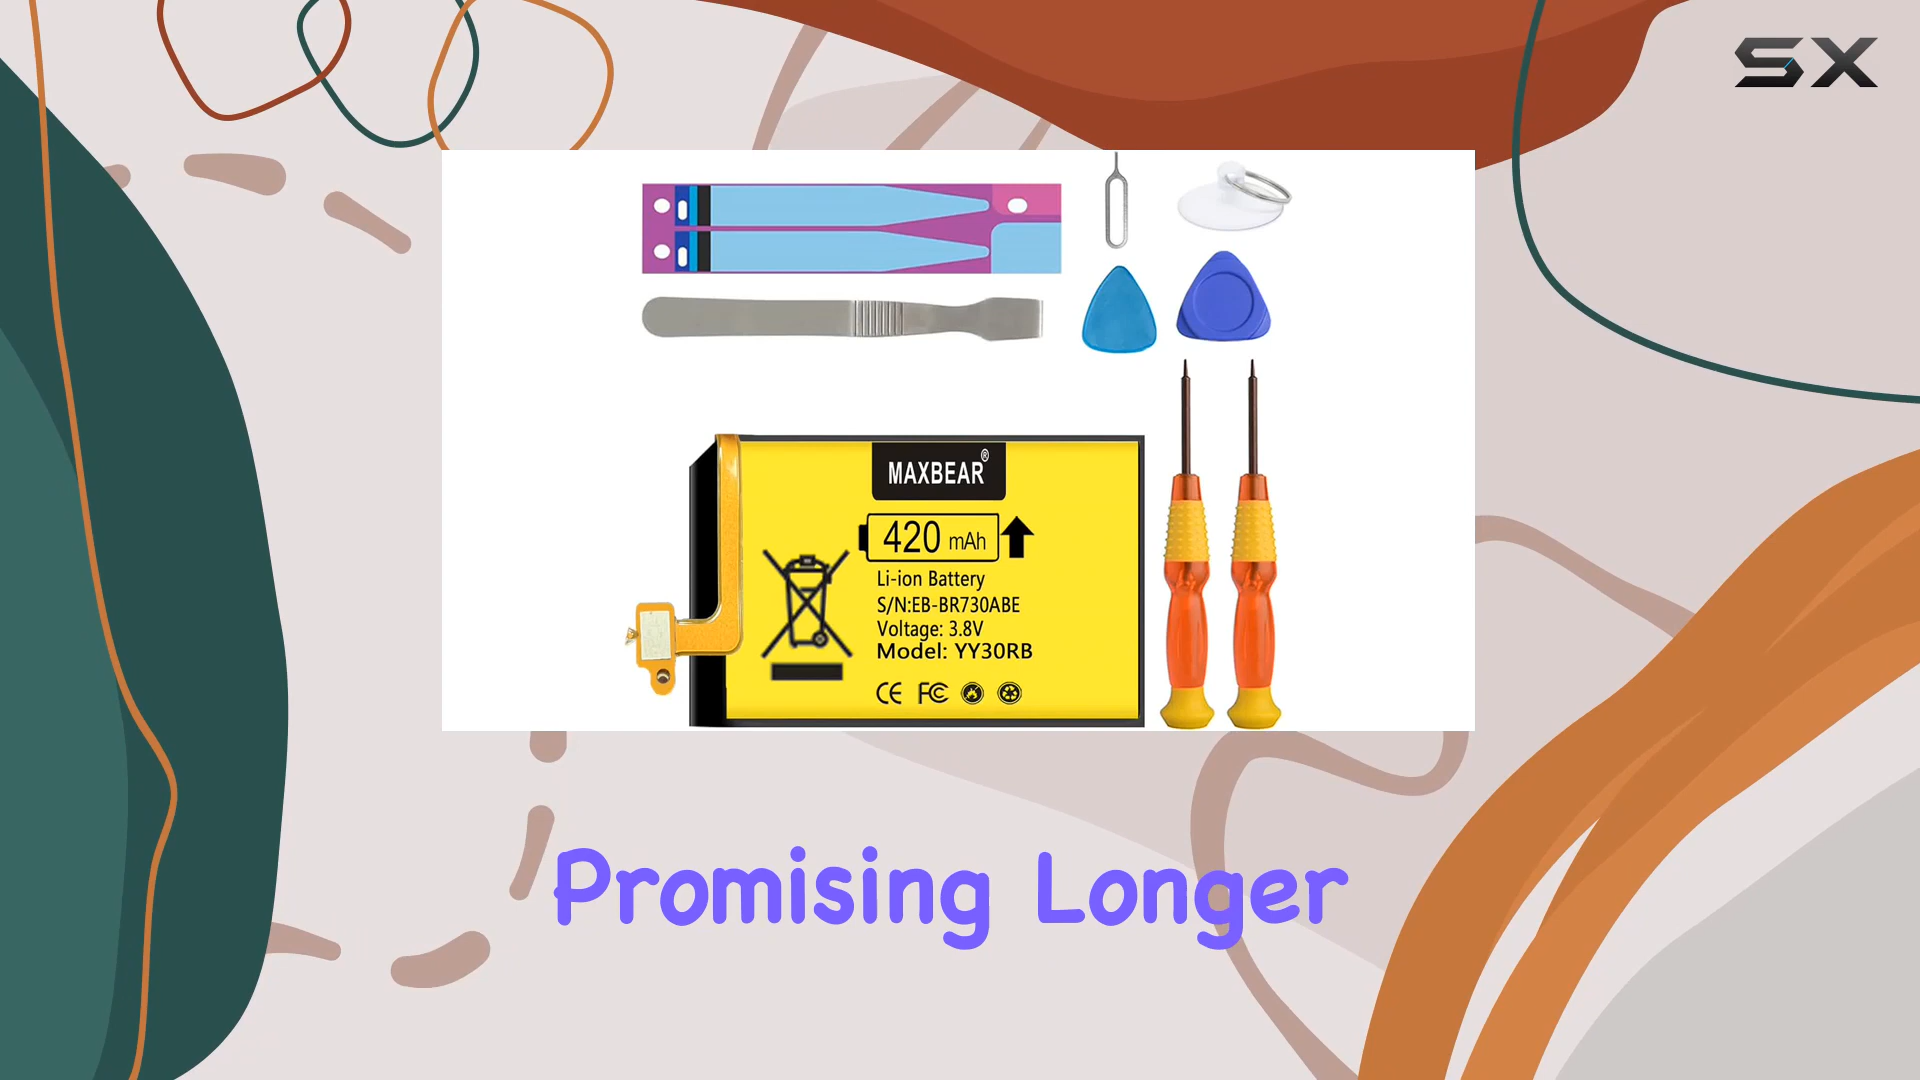 SX
MAXBEAR®
420 mAh
Li-ion Battery
S/N:EB-BR730ABE
Voltage: 3.8V
Model: YY30RB
CE FC
Promising Longer